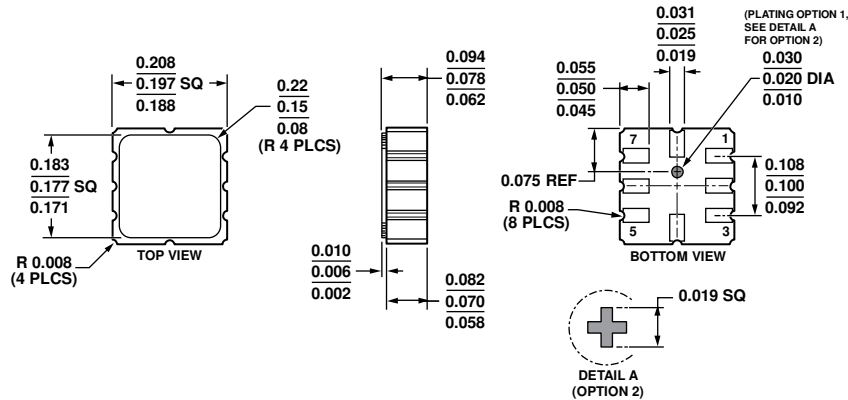 0.208
0.197 SQ
0.188
0.22
0.15
0.08
(R 4 PLCS)
0.183
0.177 SQ
0.171
R 0.008
(4 PLCS)
TOP VIEW
0.094
0.078
0.062
0.010
0.006
0.002
0.082
0.070
0.058
0.031
0.025
0.019
(PLATING OPTION 1,
SEE DETAIL A
FOR OPTION 2)
0.030
0.020 DIA
0.010
0.055
0.050
0.045
7
1
0.075 REF
0.108
0.100
0.092
R 0.008
(8 PLCS)
5
3
BOTTOM VIEW
0.019 SQ
DETAIL A
(OPTION 2)